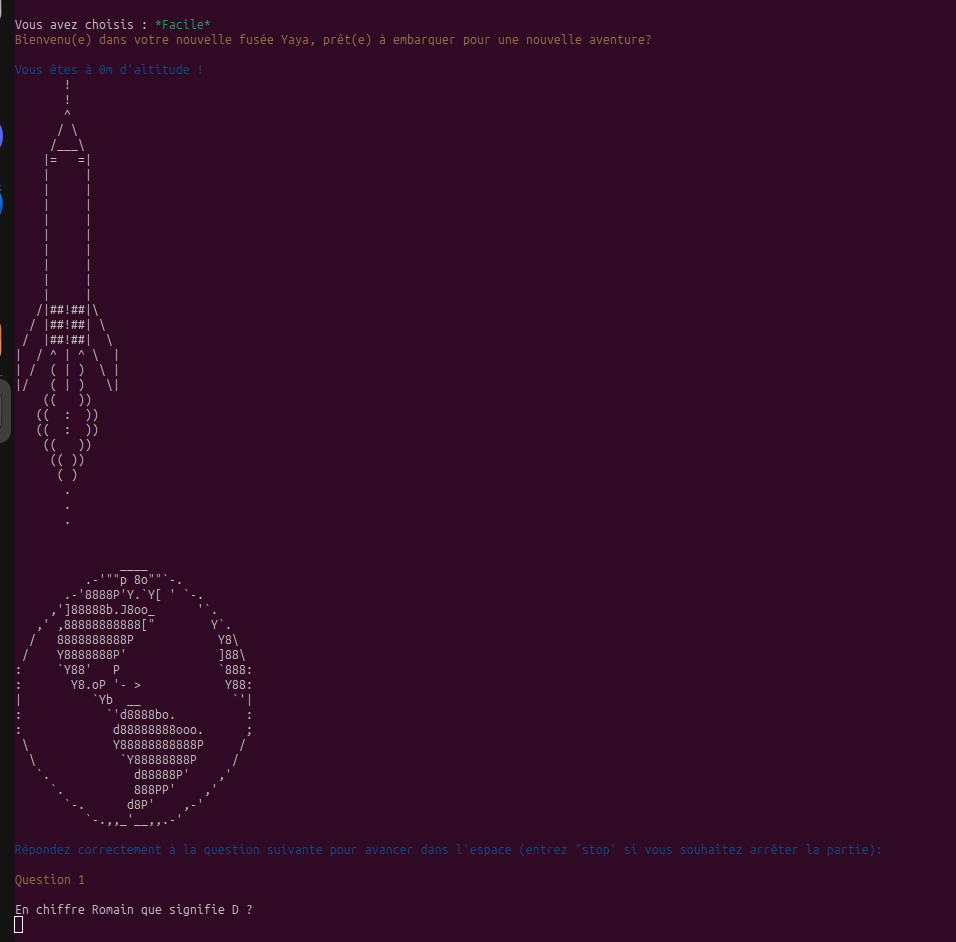 Vous avez choisis : *Facile*
Bienvenu(e) dans votre nouvelle fusée Yaya, prêt(e) à embarquer pour une nouvelle aventure?
Vous êtes à 0m d'altitude !
Répondez correctement à la question suivante pour avancer dans l'espace (entrez "stop" si vous souhaitez arrêter la partie):
Question 1
En chiffre Romain que signifie D ?